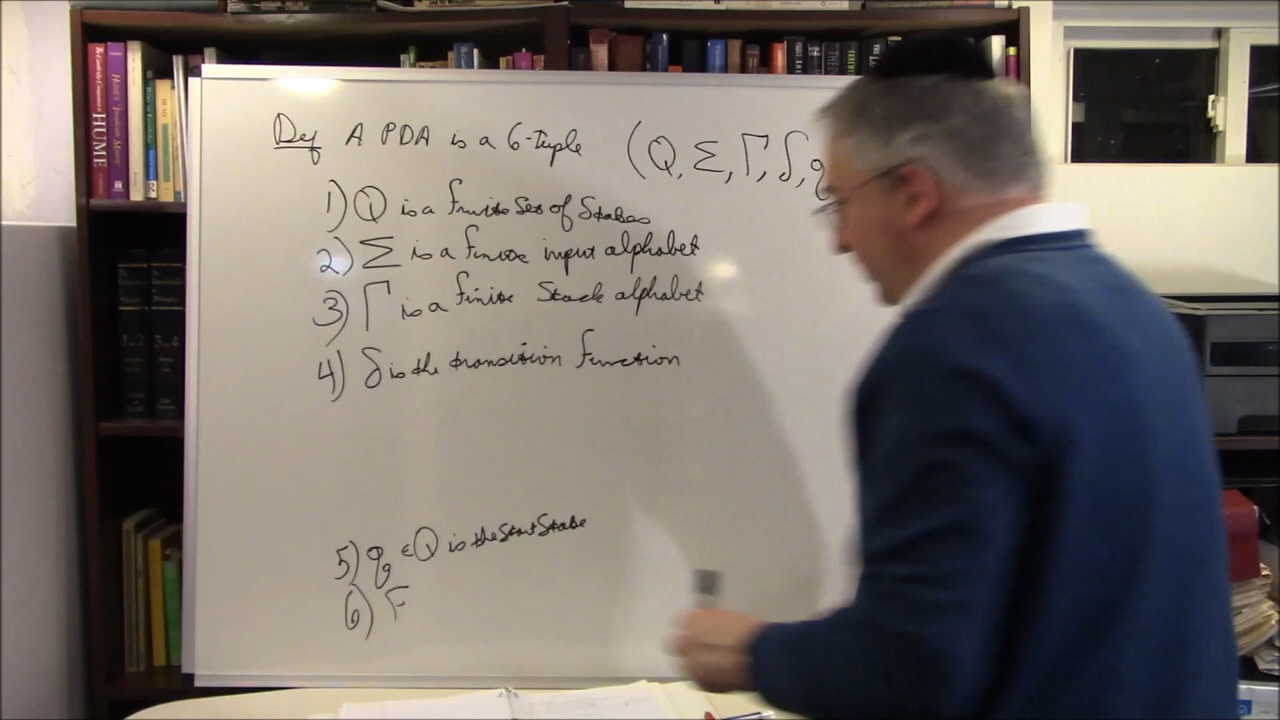 HUME
Def A PDA is a 6-Tuple (Q, Σ, Γ, δ, q
1) Q is a finite Set of States
2) Σ is a finite input alphabet
3) Γ is a finite Stack alphabet
4) δ is the transition function
5) q₀ ∈ Q is the Start State
6) F